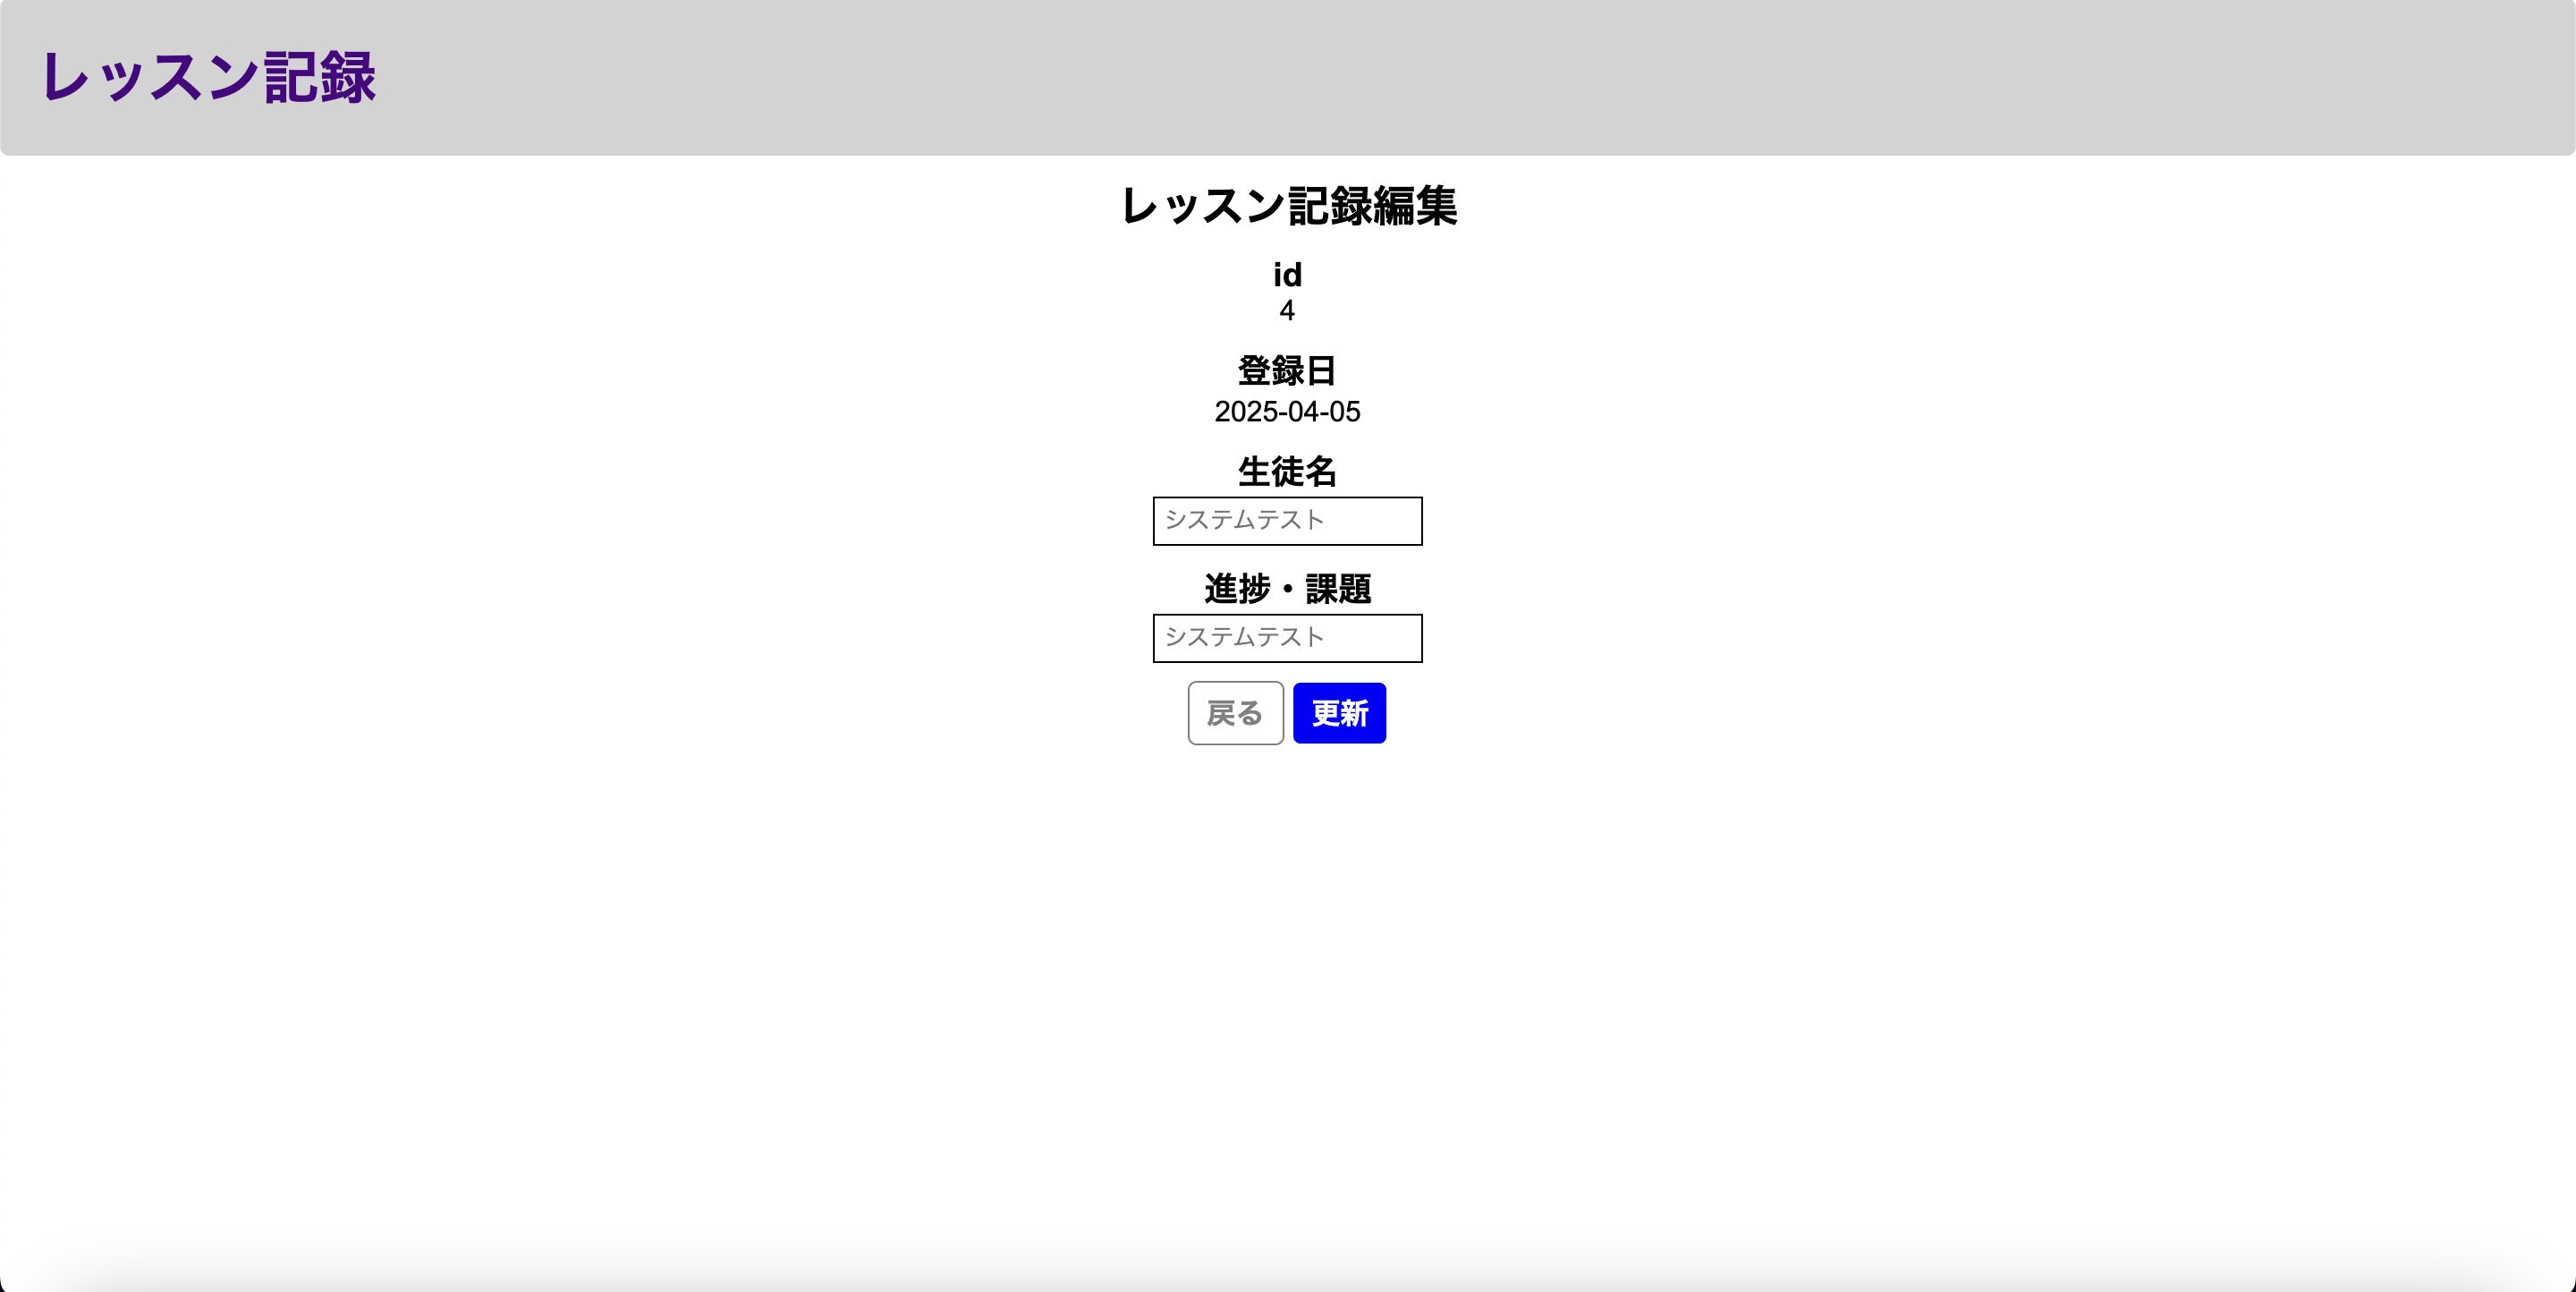 レッスン記録
レッスン記録編集
id
4
登録日
2025-04-05
生徒名
システムテスト
進捗・課題
システムテスト
戻る 更新